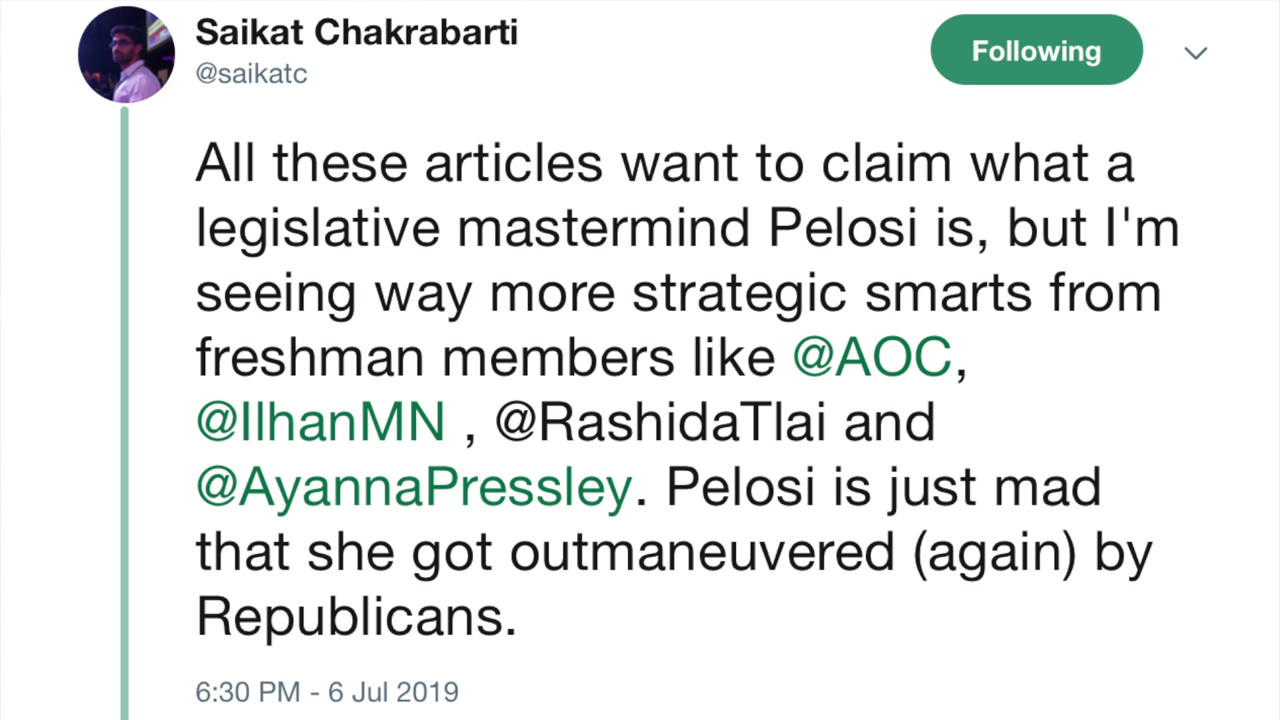 Saikat Chakrabarti
@saikatc
Following
All these articles want to claim what a
legislative mastermind Pelosi is, but I'm
seeing way more strategic smarts from
freshman members like @AOC,
@IlhanMN , @RashidaTlai and
@AyannaPressley. Pelosi is just mad
that she got outmaneuvered (again) by
Republicans.
6:30 PM - 6 Jul 2019